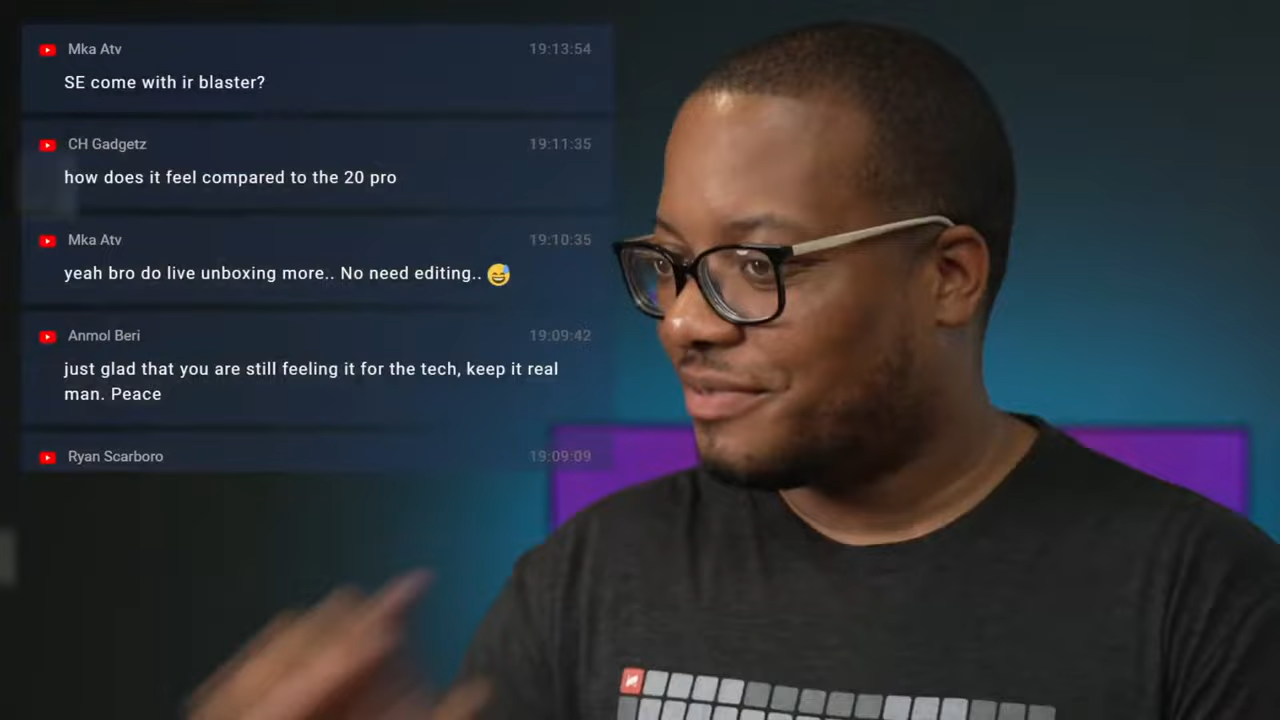 Mka Atv 19:13:54
SE come with ir blaster?
CH Gadgetz 19:11:35
how does it feel compared to the 20 pro
Mka Atv 19:10:35
yeah bro do live unboxing more.. No need editing.. 😅
Anmol Beri 19:09:42
just glad that you are still feeling it for the tech, keep it real
man. Peace
Ryan Scarboro 19:09:09